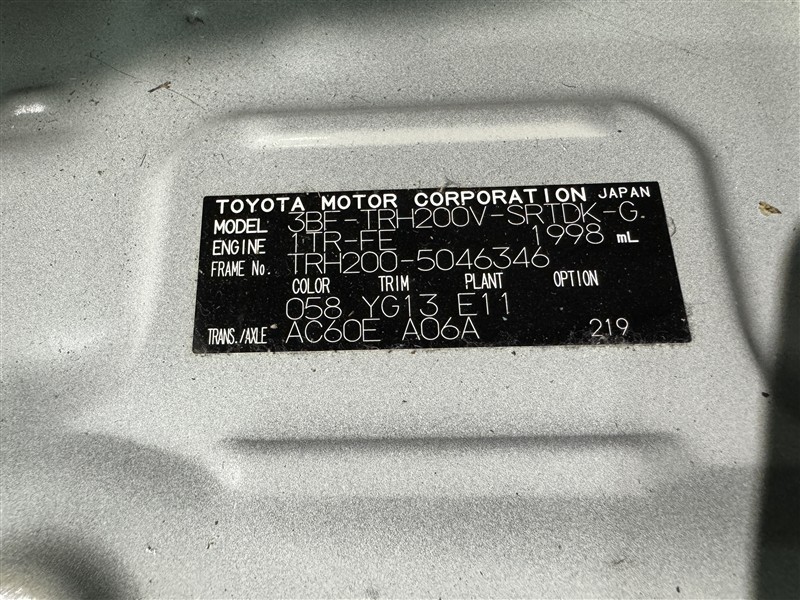 TOYOTA MOTOR CORPORATION JAPAN
MODEL 3BF-TRH200V-SRTDK-G
ENGINE 1TR-FE 1998 mL
FRAME No. TRH200-5046346
COLOR TRIM PLANT OPTION
058 YG13 E11
TRANS./AXLE AC60E A06A 219